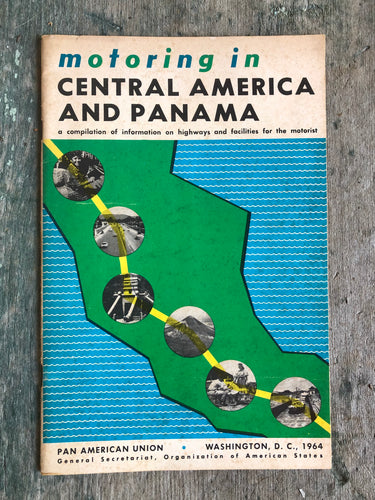 motoring in
CENTRAL AMERICA
AND PANAMA
a compilation of information on highways and facilities for the motorist
PAN AMERICAN UNION • WASHINGTON, D. C., 1964
General Secretariat, Organization of American States